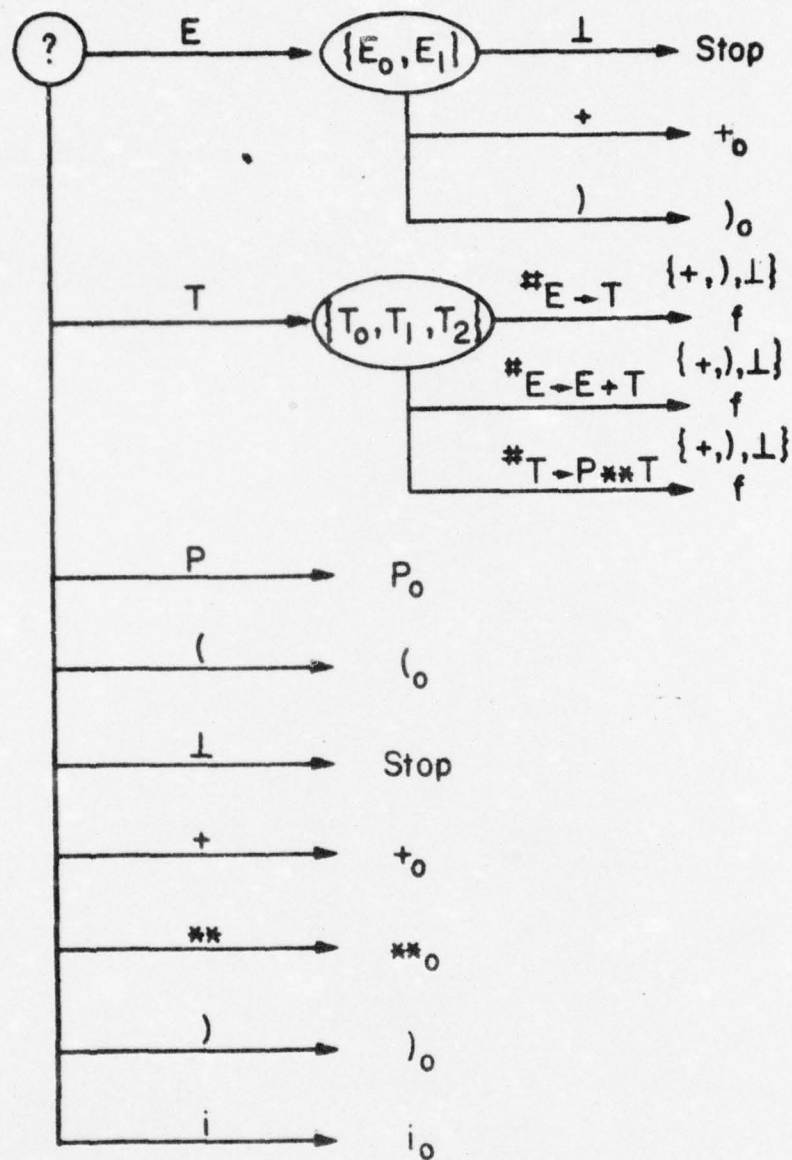 ? E {E₀, E₁} ⊥ Stop
+ +₀
) )₀
T {T₀, T₁, T₂} #E→T {+,),⊥} f
#E→E+T {+,),⊥} f
#T→P**T {+,),⊥} f
P P₀
( (₀
⊥ Stop
+ +₀
** **₀
) )₀
i i₀